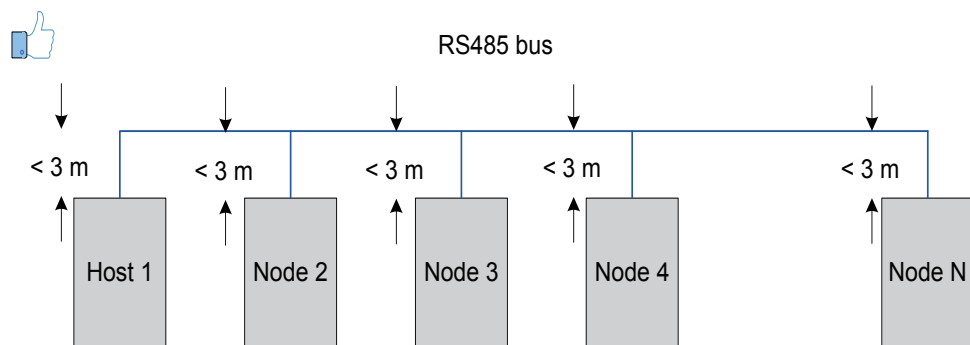 RS485 bus
< 3 m
< 3 m
< 3 m
< 3 m
< 3 m
Host 1
Node 2
Node 3
Node 4
Node N